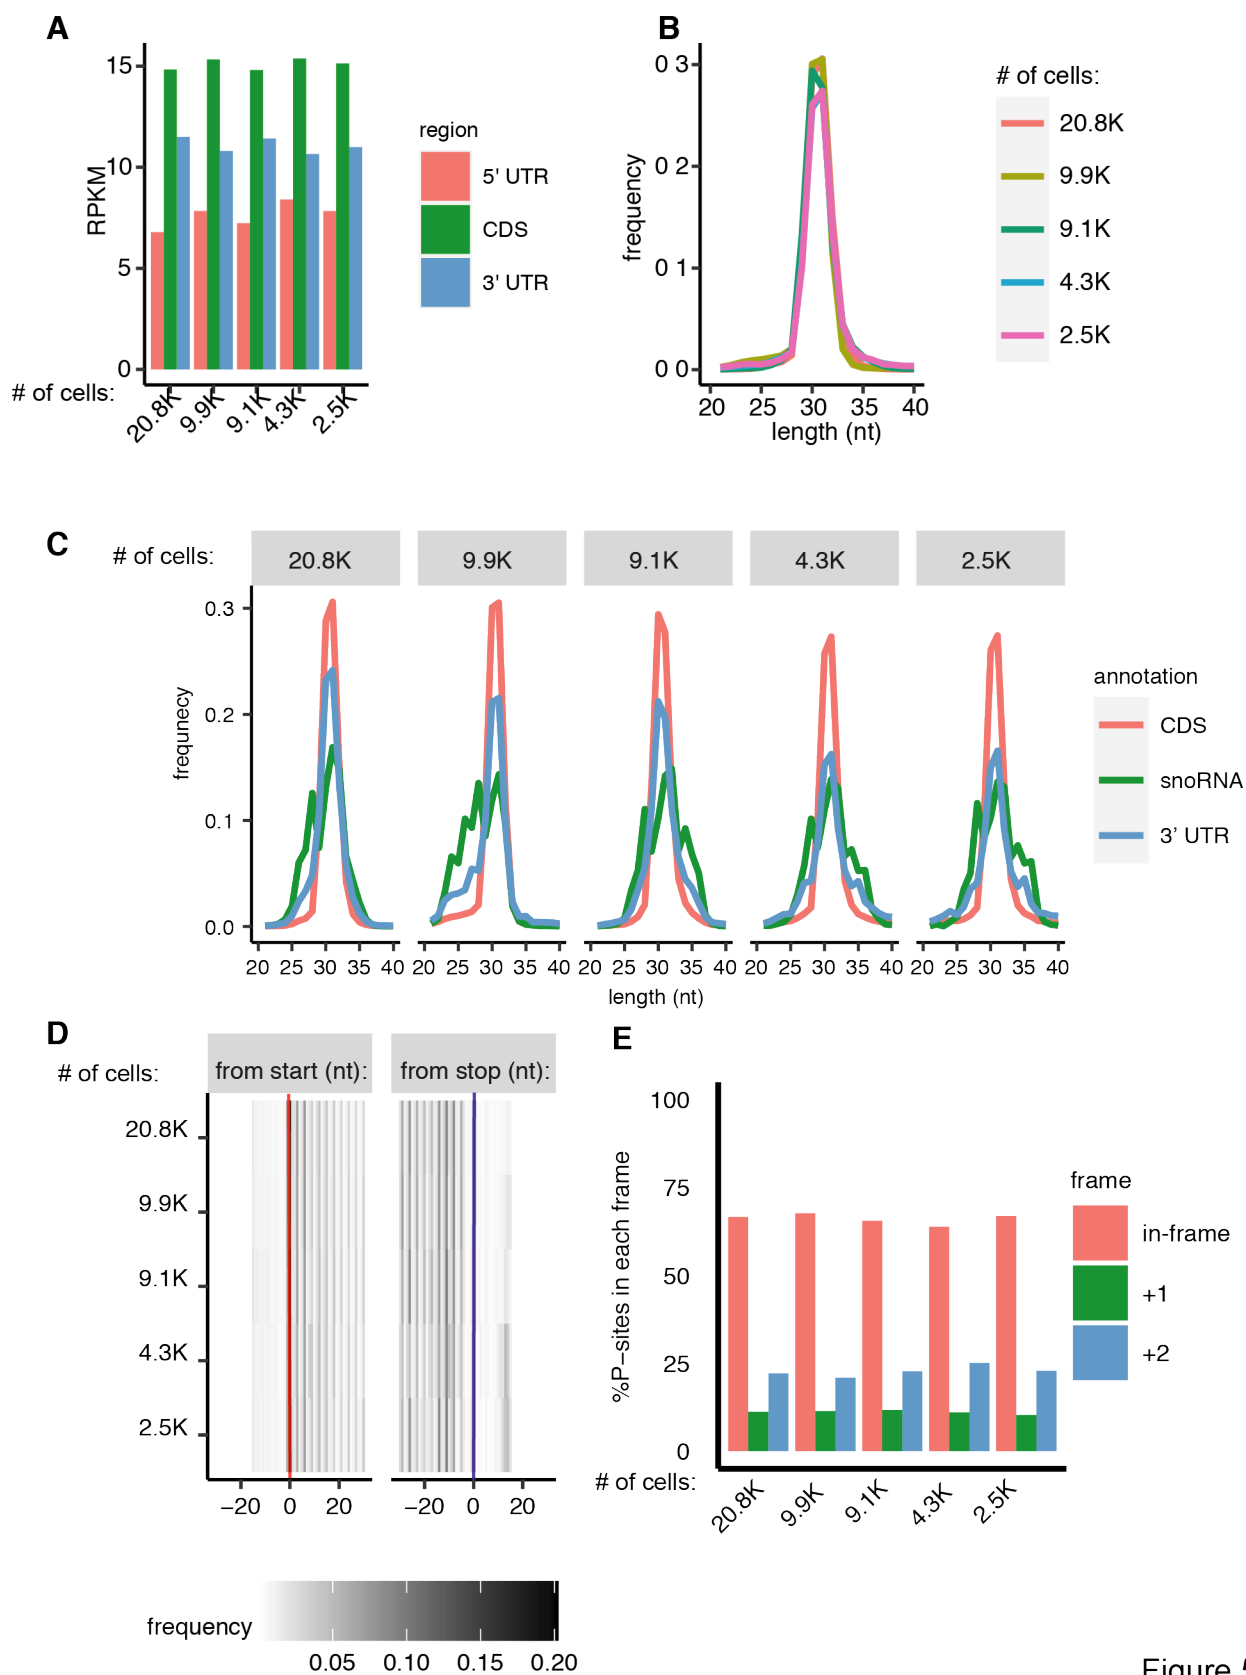 A
15
10
5
0
RPKM
# of cells:
20.8K
9.9K
9.1K
4.3K
2.5K
region
5' UTR
CDS
3' UTR
B
0 3
0 2
0 1
0 0
frequency
20 25 30 35 40
length (nt)
# of cells:
20.8K
9.9K
9.1K
4.3K
2.5K
C
# of cells:
20.8K 9.9K 9.1K 4.3K 2.5K
0.3
0.2
0.1
0.0
frequnecy
20 25 30 35 40 20 25 30 35 40 20 25 30 35 40 20 25 30 35 40 20 25 30 35 40
length (nt)
annotation
CDS
snoRNA
3’ UTR
D
# of cells:
from start (nt): from stop (nt):
20.8K
9.9K
9.1K
4.3K
2.5K
−20 0 20 −20 0 20
frequency
0.05 0.10 0.15 0.20
E
100
75
50
25
0
%P−sites in each frame
# of cells:
20.8K
9.9K
9.1K
4.3K
2.5K
frame
in-frame
+1
+2
Figure